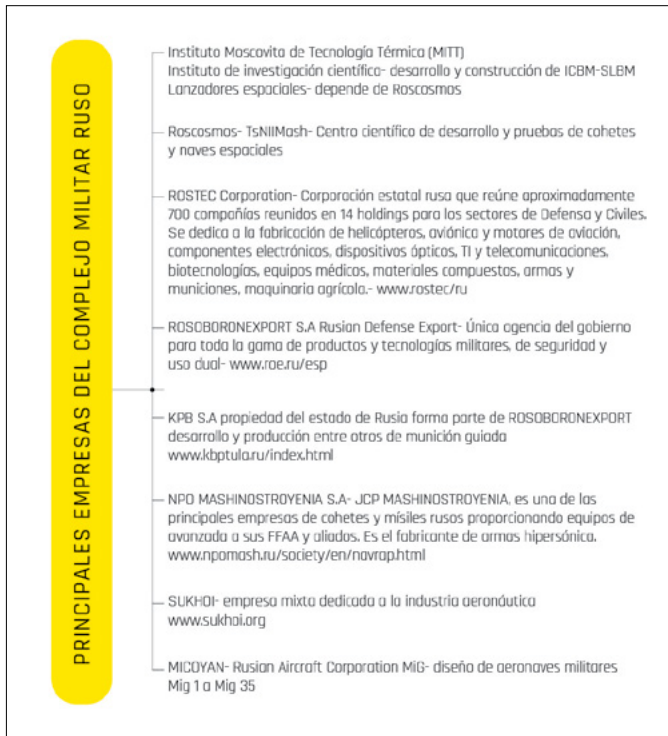 PRINCIPALES EMPRESAS DEL COMPLEJO MILITAR RUSO
Instituto Moscovita de Tecnología Térmica (MITT)
Instituto de investigación científica- desarrollo y construcción de ICBM-SLBM
Lanzadores espaciales- depende de Roscosmos
Roscosmos- TsNIIMash- Centro científico de desarrollo y pruebas de cohetes
y naves espaciales
ROSTEC Corporation- Corporación estatal rusa que reúne aproximadamente
700 compañías reunidos en 14 holdings para los sectores de Defensa y Civiles.
Se dedica a la fabricación de helicópteros, aviónica y motores de aviación,
componentes electrónicos, dispositivos ópticos, TI y telecomunicaciones,
biotecnologías, equipos médicos, materiales compuestos, armas y
municiones, maquinaria agrícola.- www.rostec/ru
ROSOBORONEXPORT S.A Rusian Defense Export- Única agencia del gobierno
para toda la gama de productos y tecnologías militares, de seguridad y
uso dual- www.roe.ru/esp
KPB S.A propiedad del estado de Rusia forma parte de ROSOBORONEXPORT
desarrollo y producción entre otros de munición guiada
www.kbptula.ru/index.html
NPO MASHINOSTROYENIA S.A- JCP MASHINOSTROYENIA, es una de las
principales empresas de cohetes y misiles rusos proporcionando equipos de
avanzada a sus FFAA y aliados. Es el fabricante de armas hipersónica.
www.npomash.ru/society/en/navrap.html
SUKHOI- empresa mixta dedicada a la industria aeronáutica
www.sukhoi.org
MICOYAN- Rusian Aircraft Corporation MiG- diseño de aeronaves militares
Mig 1 a Mig 35